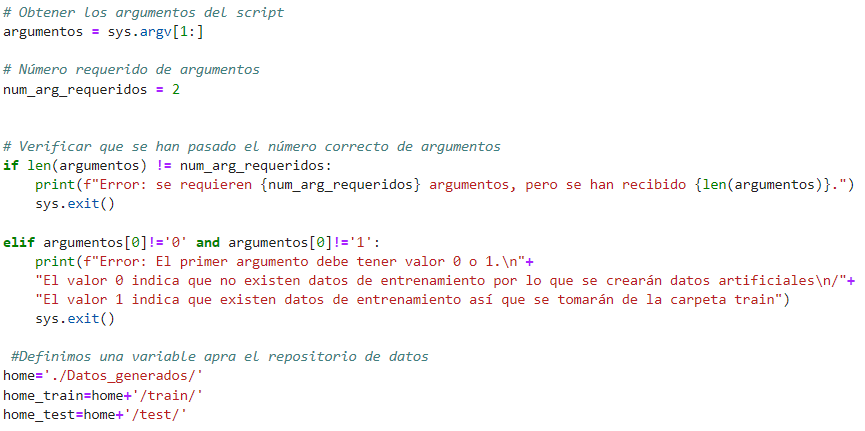 # Obtener los argumentos del script
argumentos = sys.argv[1:]
# Número requerido de argumentos
num_arg_requeridos = 2
# Verificar que se han pasado el número correcto de argumentos
if len(argumentos) != num_arg_requeridos:
    print(f"Error: se requieren {num_arg_requeridos} argumentos, pero se han recibido {len(argumentos)}.")
    sys.exit()
elif argumentos[0]!='0' and argumentos[0]!='1':
    print(f"Error: El primer argumento debe tener valor 0 o 1.\n"+
    "El valor 0 indica que no existen datos de entrenamiento por lo que se crearán datos artificiales\n/"+
    "El valor 1 indica que existen datos de entrenamiento así que se tomarán de la carpeta train")
    sys.exit()
 #Definimos una variable apra el repositorio de datos
home='./Datos_generados/'
home_train=home+'/train/'
home_test=home+'/test/'